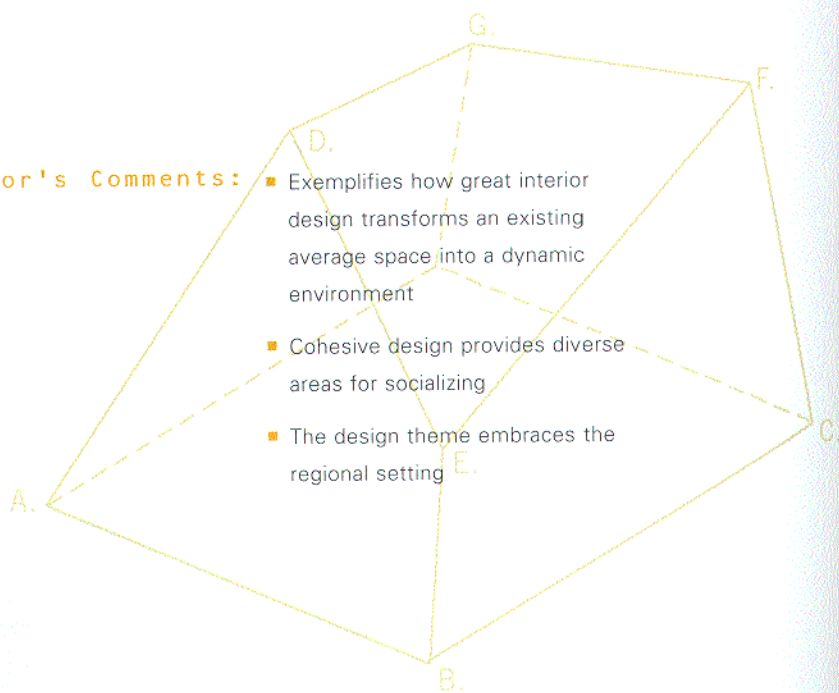 G.
F.
D.
or's Comments:
Exemplifies how great interior
design transforms an existing
average space into a dynamic
environment
Cohesive design provides diverse
areas for socializing
The design theme embraces the
regional setting
C.
E.
A.
B.